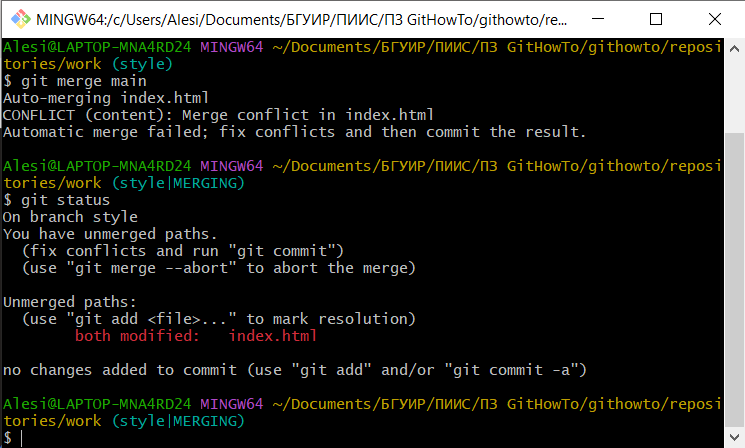 MINGW64:/c/Users/Alesi/Documents/БГУИР/ПИИС/ПЗ GitHowTo/githowto/re...
Alesi@LAPTOP-MNA4RD24 MINGW64 ~/Documents/БГУИР/ПИИС/ПЗ GitHowTo/githowto/reposi
tories/work (style)
$ git merge main
Auto-merging index.html
CONFLICT (content): Merge conflict in index.html
Automatic merge failed; fix conflicts and then commit the result.
Alesi@LAPTOP-MNA4RD24 MINGW64 ~/Documents/БГУИР/ПИИС/ПЗ GitHowTo/githowto/reposi
tories/work (style|MERGING)
$ git status
On branch style
You have unmerged paths.
  (fix conflicts and run "git commit")
  (use "git merge --abort" to abort the merge)
Unmerged paths:
  (use "git add <file>..." to mark resolution)
        both modified:   index.html
no changes added to commit (use "git add" and/or "git commit -a")
Alesi@LAPTOP-MNA4RD24 MINGW64 ~/Documents/БГУИР/ПИИС/ПЗ GitHowTo/githowto/reposi
tories/work (style|MERGING)
$